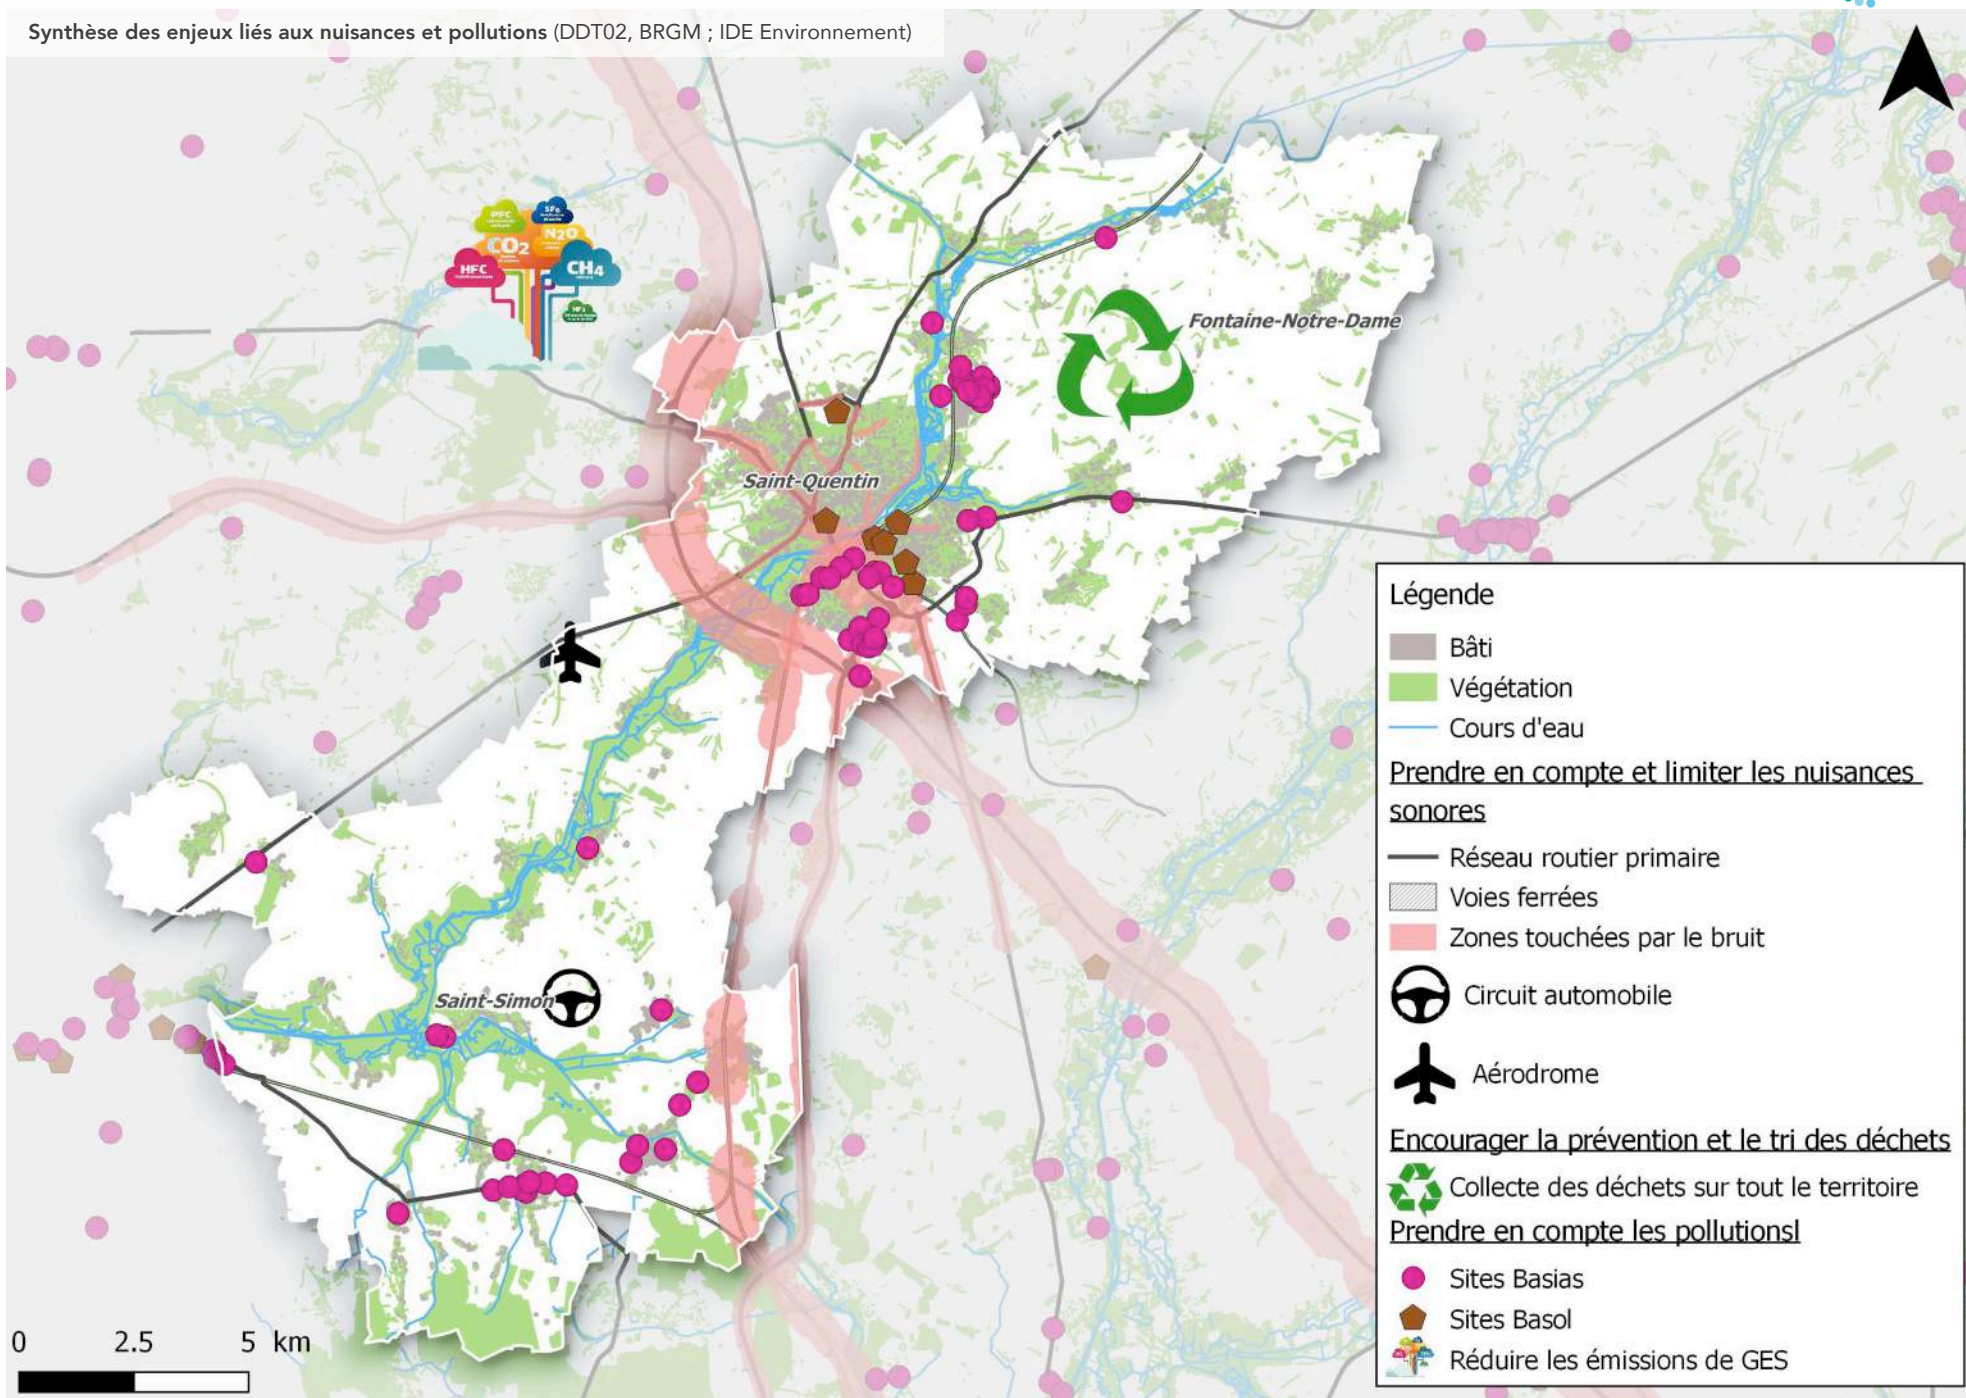 Synthèse des enjeux liés aux nuisances et pollutions (DDT02, BRGM ; IDE Environnement)
PFC
SF6
CO2
N2O
HFC
CH4
NF3
Fontaine-Notre-Dame
Saint-Quentin
Saint-Simon
Légende
Bâti
Végétation
Cours d'eau
Prendre en compte et limiter les nuisances
sonores
Réseau routier primaire
Voies ferrées
Zones touchées par le bruit
Circuit automobile
Aérodrome
Encourager la prévention et le tri des déchets
Collecte des déchets sur tout le territoire
Prendre en compte les pollutionsl
Sites Basias
Sites Basol
Réduire les émissions de GES
0 2.5 5 km